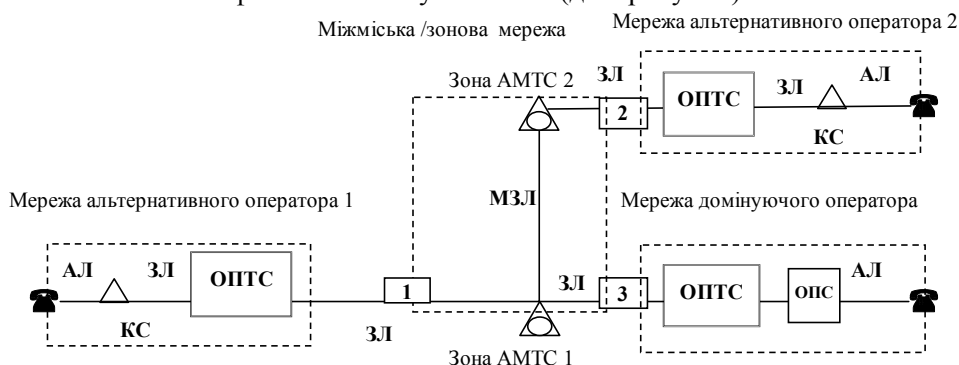 Міжміська /зонова мережа
Мережа альтернативного оператора 2
Зона АМТС 2
ЗЛ
ОПТС
ЗЛ
АЛ
2
КС
МЗЛ
Мережа альтернативного оператора 1
Мережа домінуючого оператора
АЛ
ЗЛ
ОПТС
1
ЗЛ
3
ОПТС
ОПС
АЛ
КС
ЗЛ
Зона АМТС 1